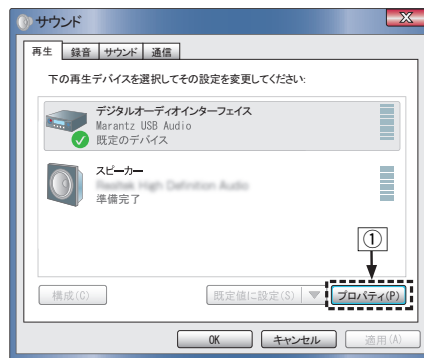 サウンド
再生 録音 サウンド 通信
下の再生デバイスを選択してその設定を変更してください:
デジタルオーディオインターフェイス
Marantz USB Audio
既定のデバイス
スピーカー
準備完了
①
構成(C) 既定値に設定(S) プロパティ(P)
OK キャンセル 適用(A)